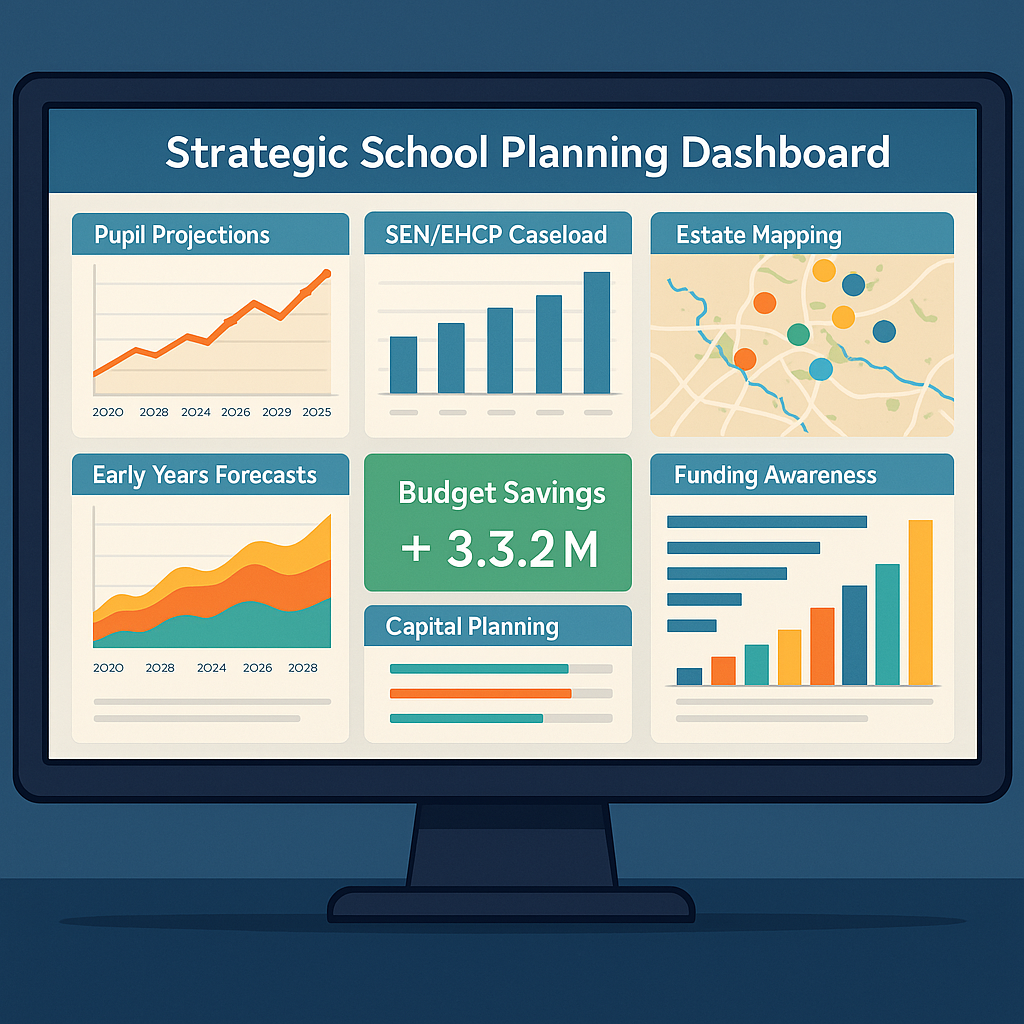 Strategic School Planning Dashboard
Pupil Projections
2020 2028 2024 2026 2029 2025
SEN/EHCP Caseload
Estate Mapping
Early Years Forecasts
2020 2028 2024 2026 2028
Budget Savings
+ 3.3.2 M
Capital Planning
Funding Awareness